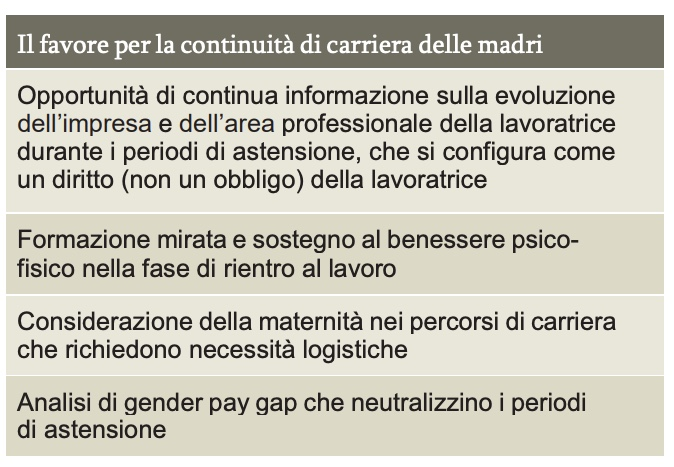 Il favore per la continuità di carriera delle madri
Opportunità di continua informazione sulla evoluzione
dell’impresa e dell’area professionale della lavoratrice
durante i periodi di astensione, che si configura come
un diritto (non un obbligo) della lavoratrice
Formazione mirata e sostegno al benessere psico-
fisico nella fase di rientro al lavoro
Considerazione della maternità nei percorsi di carriera
che richiedono necessità logistiche
Analisi di gender pay gap che neutralizzino i periodi
di astensione